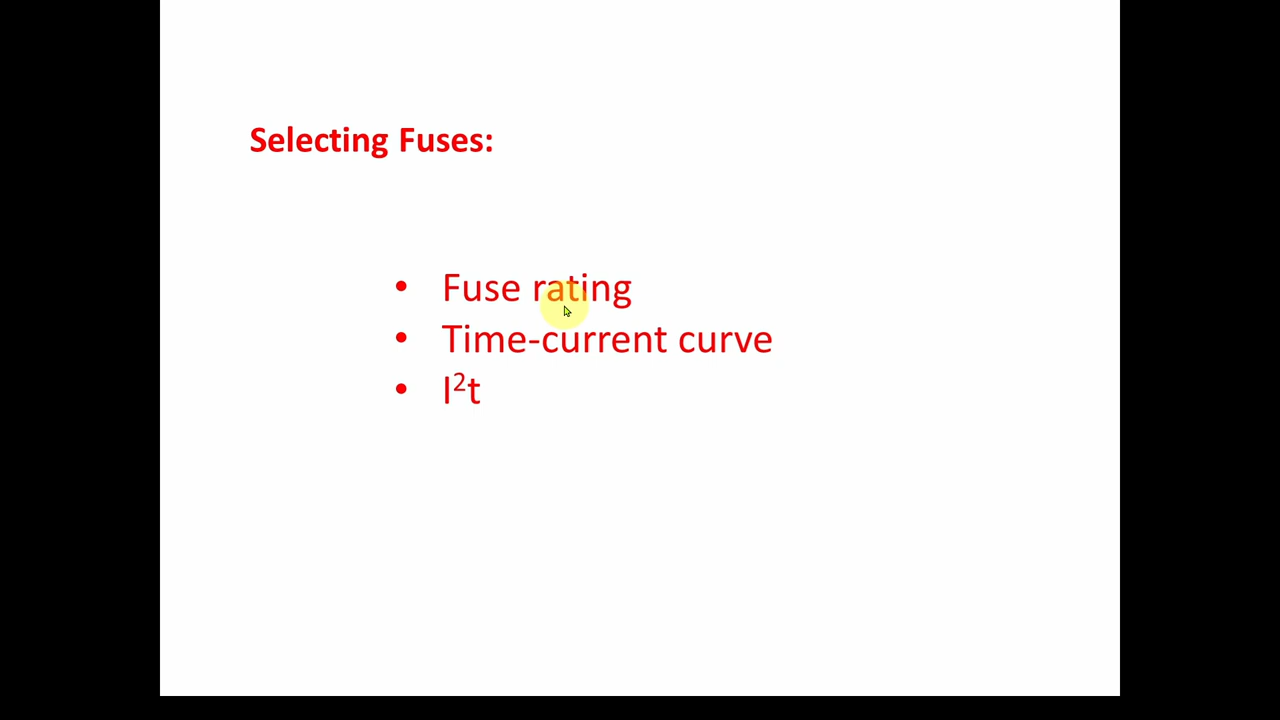 Selecting Fuses:
• Fuse rating
• Time-current curve
• I²t